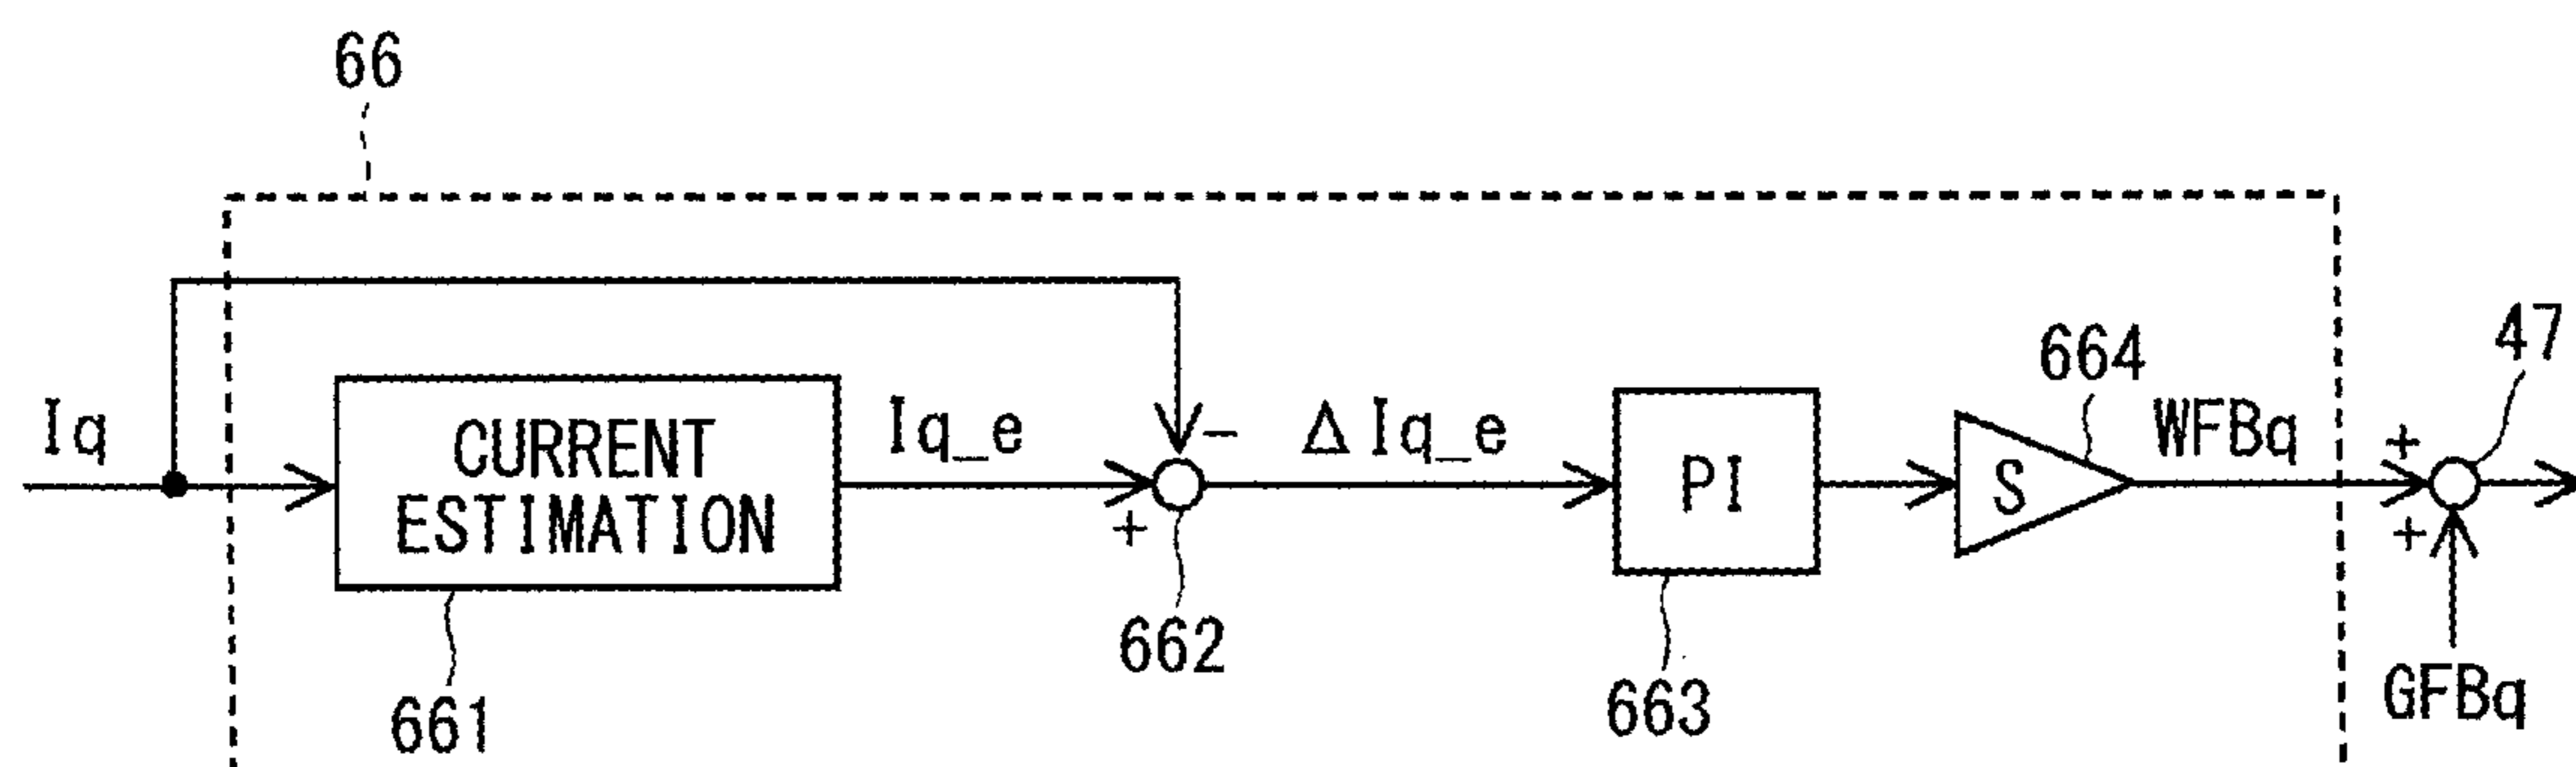 66
47
664
Iq
CURRENT
ESTIMATION
Iq_e
+
-
ΔIq_e
PI
S
WFBq
+
+
661
662
663
GFBq